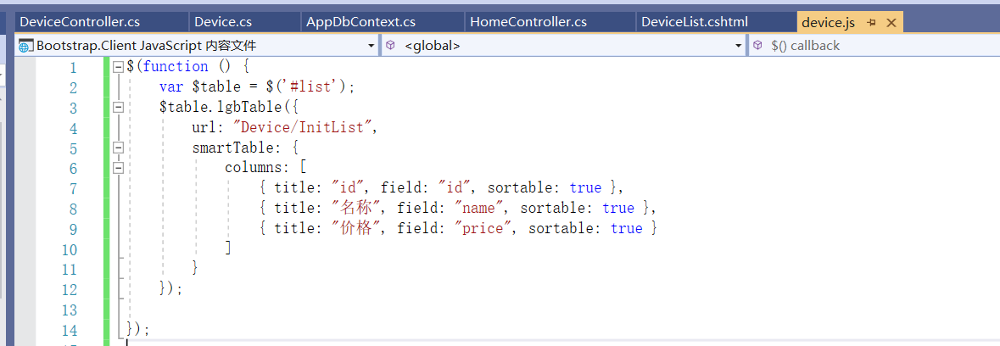 DeviceController.cs Device.cs AppDbContext.cs HomeController.cs DeviceList.cshtml device.js
Bootstrap.Client JavaScript 内容文件 <global> $() callback
1 $(function () {
2 var $table = $('#list');
3 $table.lgbTable({
4 url: "Device/InitList",
5 smartTable: {
6 columns: [
7 { title: "id", field: "id", sortable: true },
8 { title: "名称", field: "name", sortable: true },
9 { title: "价格", field: "price", sortable: true }
10 ]
11 }
12 });
13
14 });